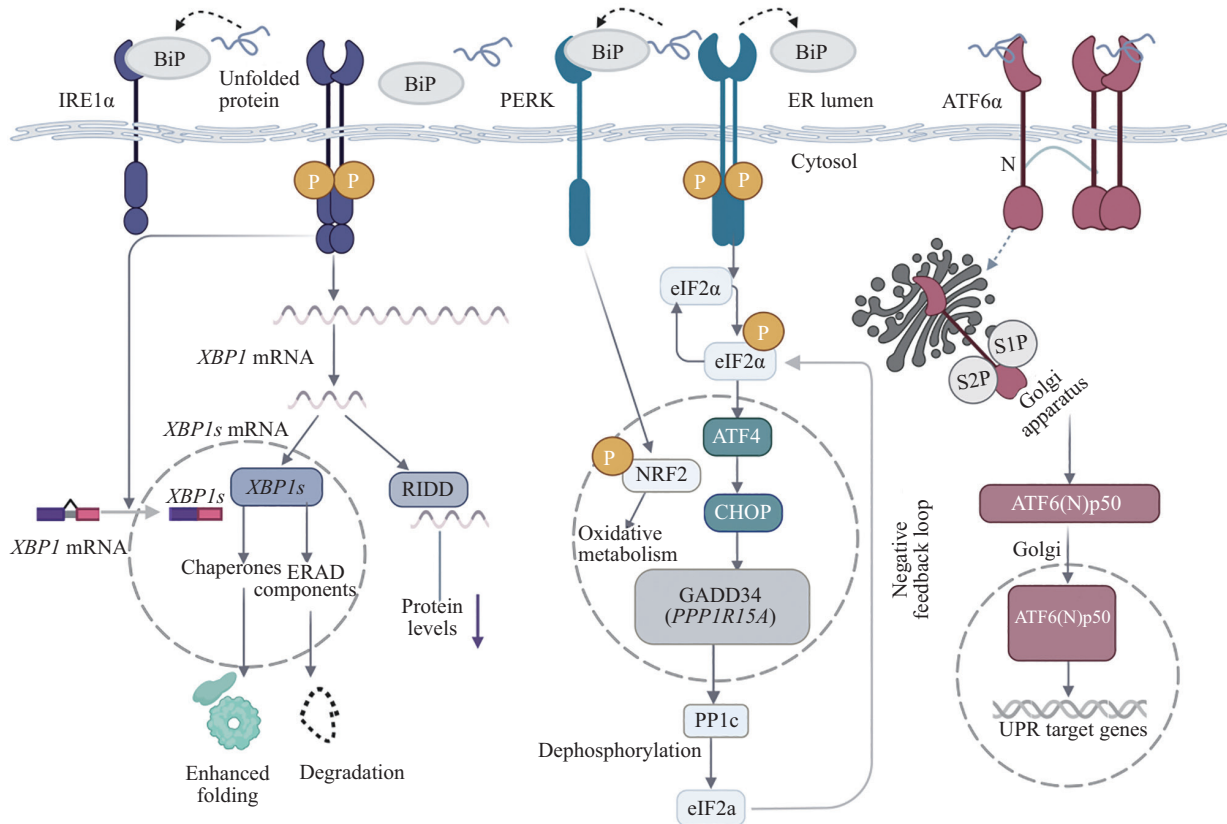 BiP
Unfolded
protein
IRE1α
BiP
BiP
PERK
BiP
ER lumen
ATF6α
Cytosol
N
P
P
P
P
eIF2α
P
eIF2α
XBP1 mRNA
XBP1s mRNA
XBP1s
XBP1s
RIDD
XBP1 mRNA
Chaperones
ERAD
components
Protein
levels
Enhanced
folding
Degradation
P
NRF2
Oxidative
metabolism
ATF4
CHOP
GADD34
(PPP1R15A)
PP1c
Dephosphorylation
eIF2a
Negative
feedback loop
S1P
S2P
Golgi
apparatus
ATF6(N)p50
Golgi
ATF6(N)p50
UPR target genes